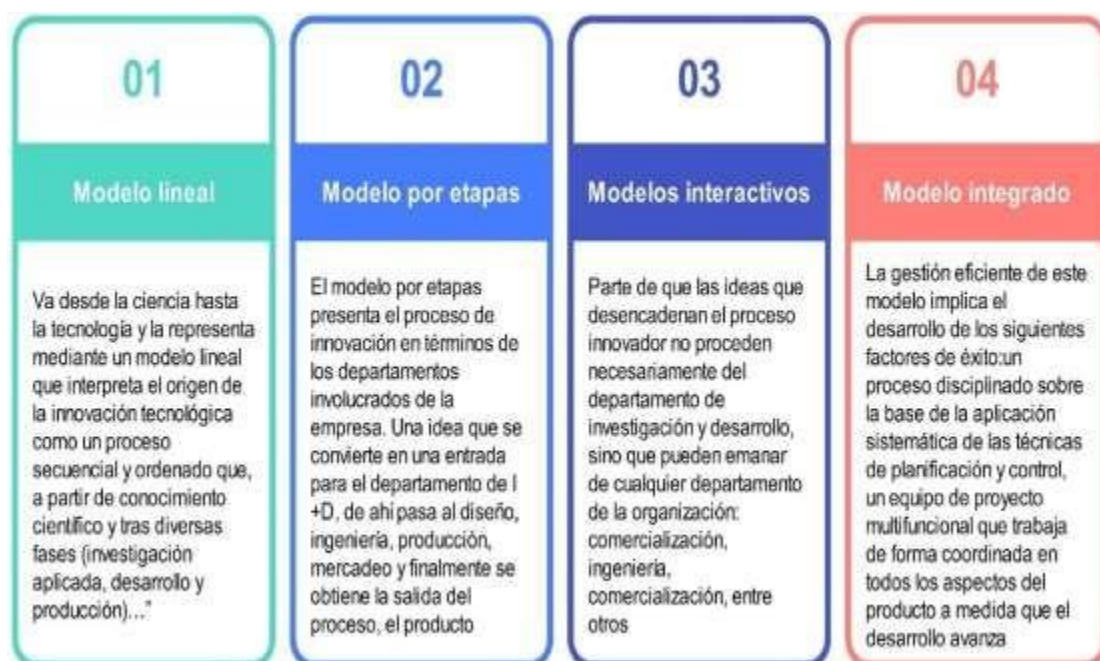 01
Modelo lineal
Va desde la ciencia hasta
la tecnología y la representa
mediante un modelo lineal
que interpreta el origen de
la innovación tecnológica
como un proceso
secuencial y ordenado que,
a partir de conocimiento
científico y tras diversas
fases (investigación
aplicada, desarrollo y
producción)…”
02
Modelo por etapas
El modelo por etapas
presenta el proceso de
innovación en términos de
los departamentos
involucrados de la
empresa. Una idea que se
convierte en una entrada
para el departamento de I
+D, de ahí pasa al diseño,
ingeniería, producción,
mercadeo y finalmente se
obtiene la salida del
proceso, el producto
03
Modelos interactivos
Parte de que las ideas que
desencadenan el proceso
innovador no proceden
necesariamente del
departamento de
investigación y desarrollo,
sino que pueden emanar
de cualquier departamento
de la organización:
comercialización,
ingeniería,
comercialización, entre
otros
04
Modelo integrado
La gestión eficiente de este
modelo implica el
desarrollo de los siguientes
factores de éxito:un
proceso disciplinado sobre
la base de la aplicación
sistemática de las técnicas
de planificación y control,
un equipo de proyecto
multifuncional que trabaja
de forma coordinada en
todos los aspectos del
producto a medida que el
desarrollo avanza